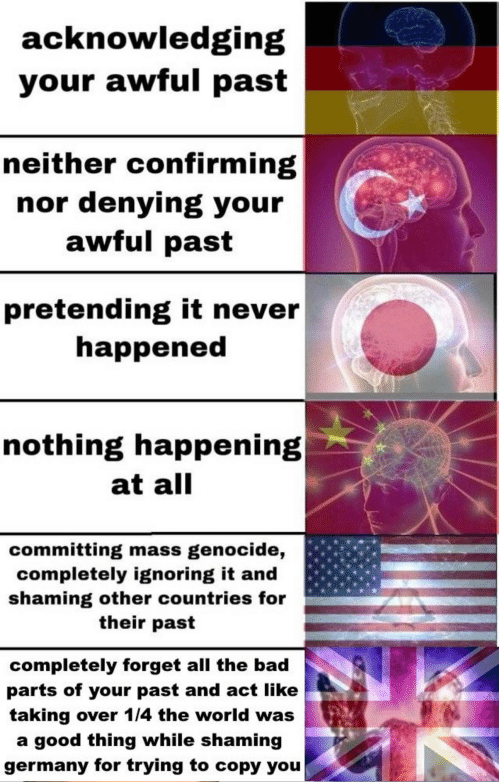 acknowledging
your awful past
neither confirming
nor denying your
awful past
pretending it never
happened
nothing happening
at all
committing mass genocide,
completely ignoring it and
shaming other countries for
their past
completely forget all the bad
parts of your past and act like
taking over 1/4 the world was
a good thing while shaming
germany for trying to copy you